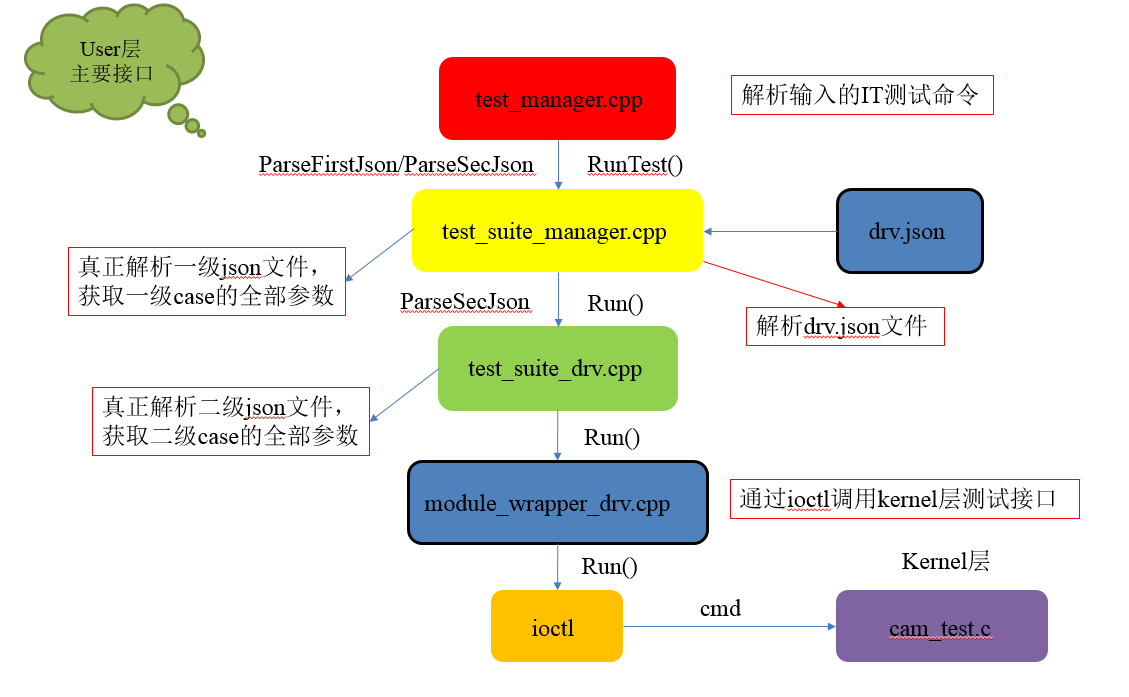 User层
主要接口
test_manager.cpp
解析输入的IT测试命令
ParseFirstJson/ParseSecJson
RunTest()
test_suite_manager.cpp
drv.json
真正解析一级json文件，
获取一级case的全部参数
ParseSecJson
Run()
解析drv.json文件
test_suite_drv.cpp
真正解析二级json文件，
获取二级case的全部参数
Run()
module_wrapper_drv.cpp
通过ioctl调用kernel层测试接口
Run()
Kernel层
ioctl
cmd
cam_test.c